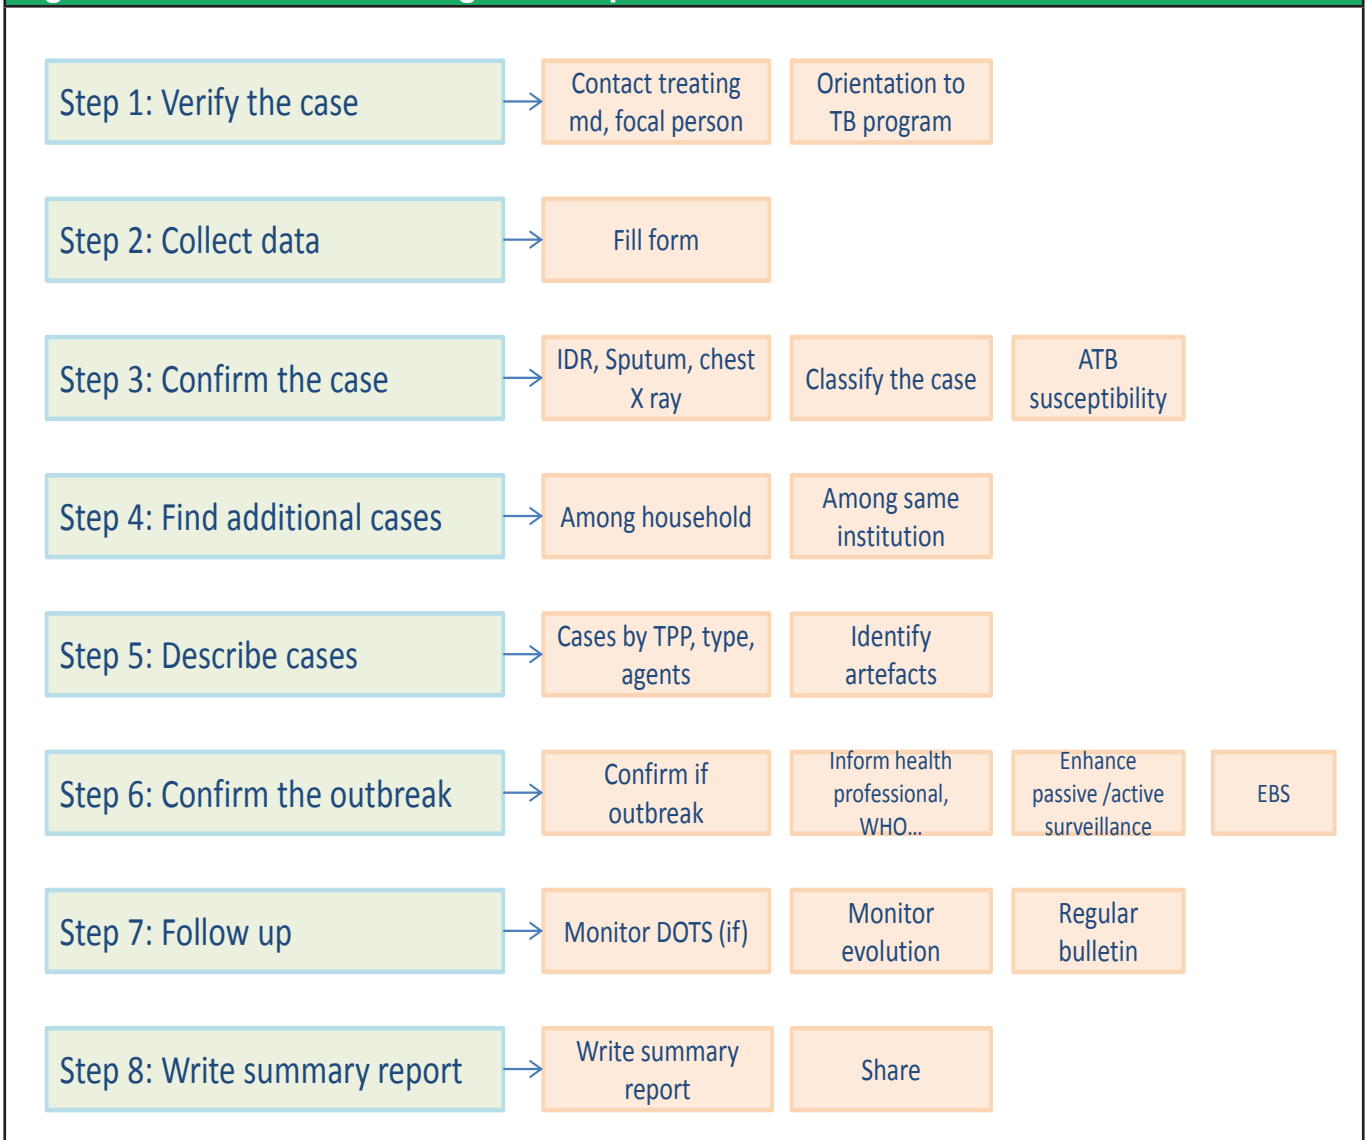 Step 1: Verify the case
Contact treating
md, focal person
Orientation to
TB program
Step 2: Collect data
Fill form
Step 3: Confirm the case
IDR, Sputum, chest
X ray
Classify the case
ATB
susceptibility
Step 4: Find additional cases
Among household
Among same
institution
Step 5: Describe cases
Cases by TPP, type,
agents
Identify
artefacts
Step 6: Confirm the outbreak
Confirm if
outbreak
Inform health
professional,
WHO...
Enhance
passive /active
surveillance
EBS
Step 7: Follow up
Monitor DOTS (if)
Monitor
evolution
Regular
bulletin
Step 8: Write summary report
Write summary
report
Share